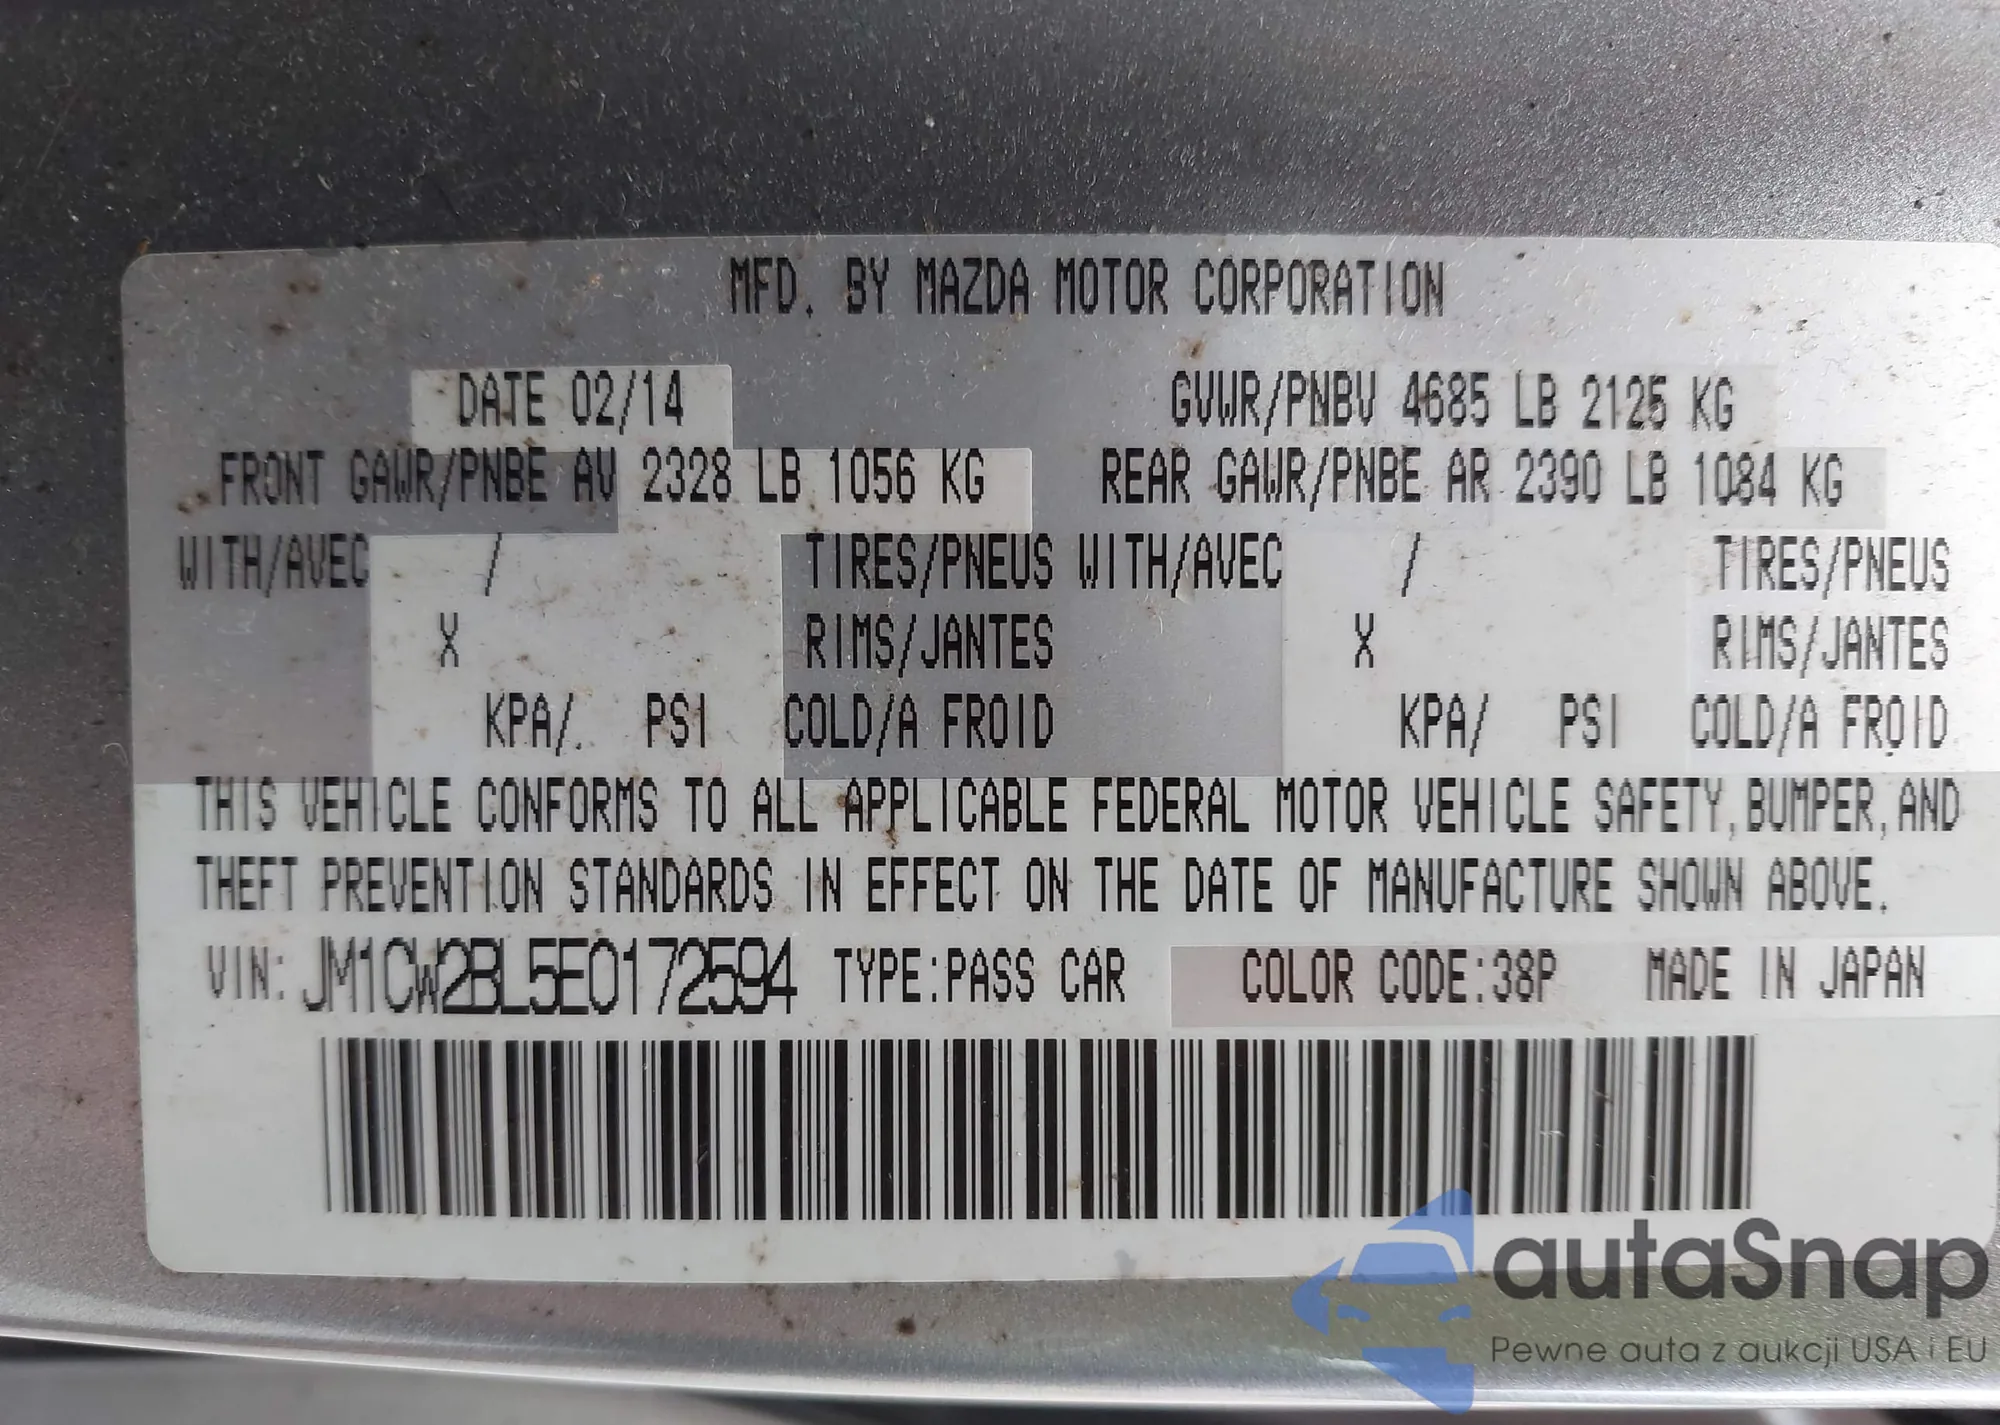 MFD. BY MAZDA MOTOR CORPORATION
DATE 02/14 GVWR/PNBV 4685 LB 2125 KG
FRONT GAWR/PNBE AV 2328 LB 1056 KG REAR GAWR/PNBE AR 2390 LB 1084 KG
WITH/AVEC / TIRES/PNEUS WITH/AVEC / TIRES/PNEUS
X RIMS/JANTES X RIMS/JANTES
KPA/ PSI COLD/A FROID KPA/ PSI COLD/A FROID
THIS VEHICLE CONFORMS TO ALL APPLICABLE FEDERAL MOTOR VEHICLE SAFETY, BUMPER, AND
THEFT PREVENTION STANDARDS IN EFFECT ON THE DATE OF MANUFACTURE SHOWN ABOVE.
VIN: JM1CW2BL5E0172594 TYPE:PASS CAR COLOR CODE:38P MADE IN JAPAN
autaSnap
Pewne auta z aukcji USA i EU